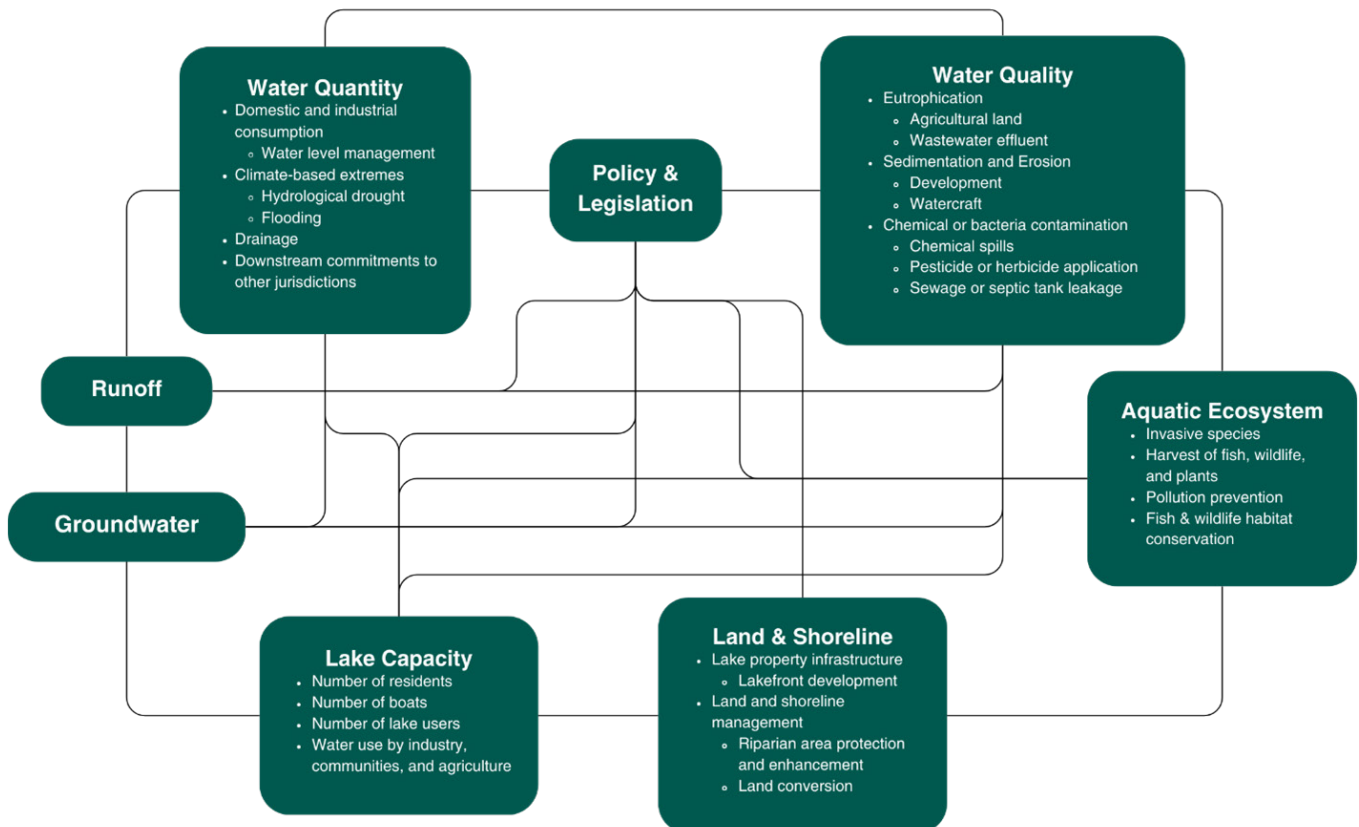 Water Quantity
• Domestic and industrial
consumption
◦ Water level management
• Climate-based extremes
◦ Hydrological drought
◦ Flooding
• Drainage
• Downstream commitments to
other jurisdictions
Policy &
Legislation
Water Quality
• Eutrophication
◦ Agricultural land
◦ Wastewater effluent
• Sedimentation and Erosion
◦ Development
◦ Watercraft
• Chemical or bacteria contamination
◦ Chemical spills
◦ Pesticide or herbicide application
◦ Sewage or septic tank leakage
Runoff
Aquatic Ecosystem
• Invasive species
• Harvest of fish, wildlife,
and plants
• Pollution prevention
• Fish & wildlife habitat
conservation
Groundwater
Lake Capacity
• Number of residents
• Number of boats
• Number of lake users
• Water use by industry,
communities, and agriculture
Land & Shoreline
• Lake property infrastructure
◦ Lakefront development
• Land and shoreline
management
◦ Riparian area protection
and enhancement
◦ Land conversion